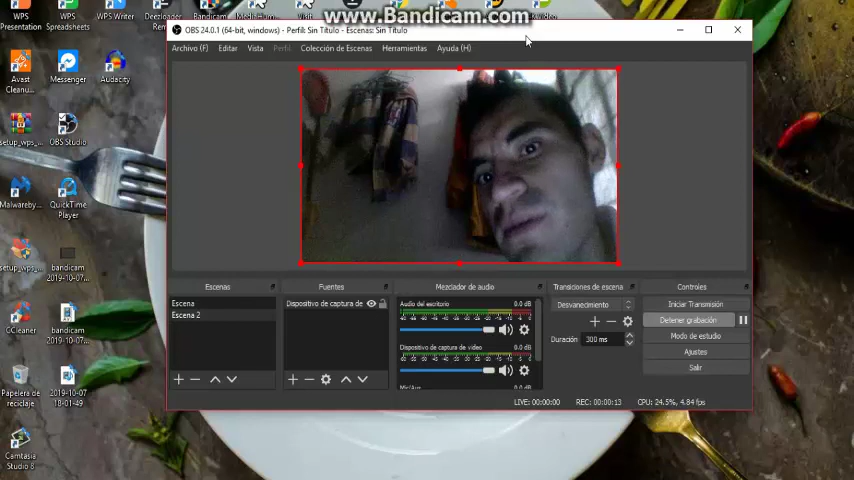 www.Bandicam.com
WPS Presentation
WPS Spreadsheets
WPS Writer
OBS 24.0.1 (64-bit, windows) - Perfil: Sin Título - Escenas: Sin Título
Archivo (F) Editar Vista Perfil Colección de Escenas Herramientas Ayuda (H)
Avast Cleanu...
Messenger
Audacity
setup_wps_...
OBS Studio
Malwareby...
QuickTime Player
setup_wps_...
bandicam 2019-10-07...
CCleaner
bandicam 2019-10-07...
Papelera de reciclaje
2019-10-07 18-01-49
Camtasia Studio 8
Escenas
Escena
Escena 2
Fuentes
Dispositivo de captura de
Mezclador de audio
Audio del escritorio 0.0 dB
Dispositivo de captura de video 0.0 dB
Mic/Aux
Transiciones de escena
Desvanecimiento
Duración 300 ms
Controles
Iniciar Transmisión
Detener grabación
Modo de estudio
Ajustes
Salir
LIVE: 00:00:00 REC: 00:00:13 CPU: 24.5%, 4.84 fps